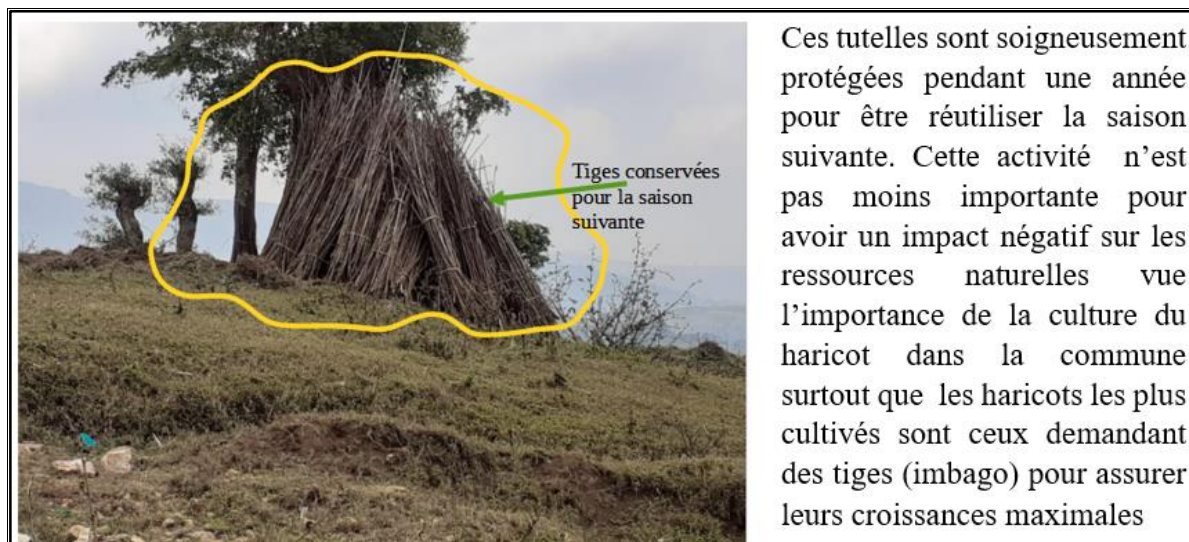 Tiges conservées
pour la saison
suivante
Ces tutelles sont soigneusement
protégées pendant une année
pour être réutiliser la saison
suivante. Cette activité n’est
pas moins importante pour
avoir un impact négatif sur les
ressources naturelles vue
l’importance de la culture du
haricot dans la commune
surtout que les haricots les plus
cultivés sont ceux demandant
des tiges (imbago) pour assurer
leurs croissances maximales